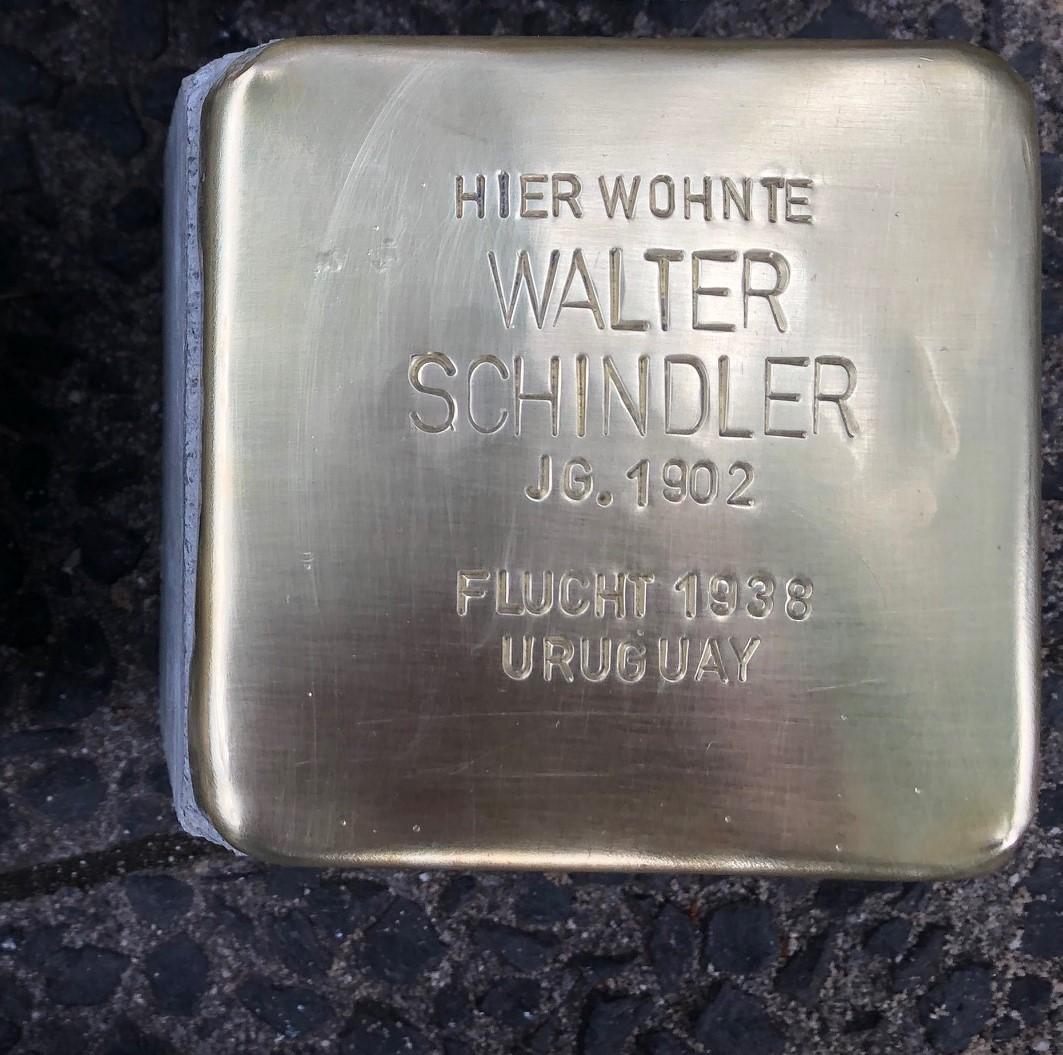 HIER WOHNTE
WALTER
SCHINDLER
JG. 1902
FLUCHT 1938
URUGUAY